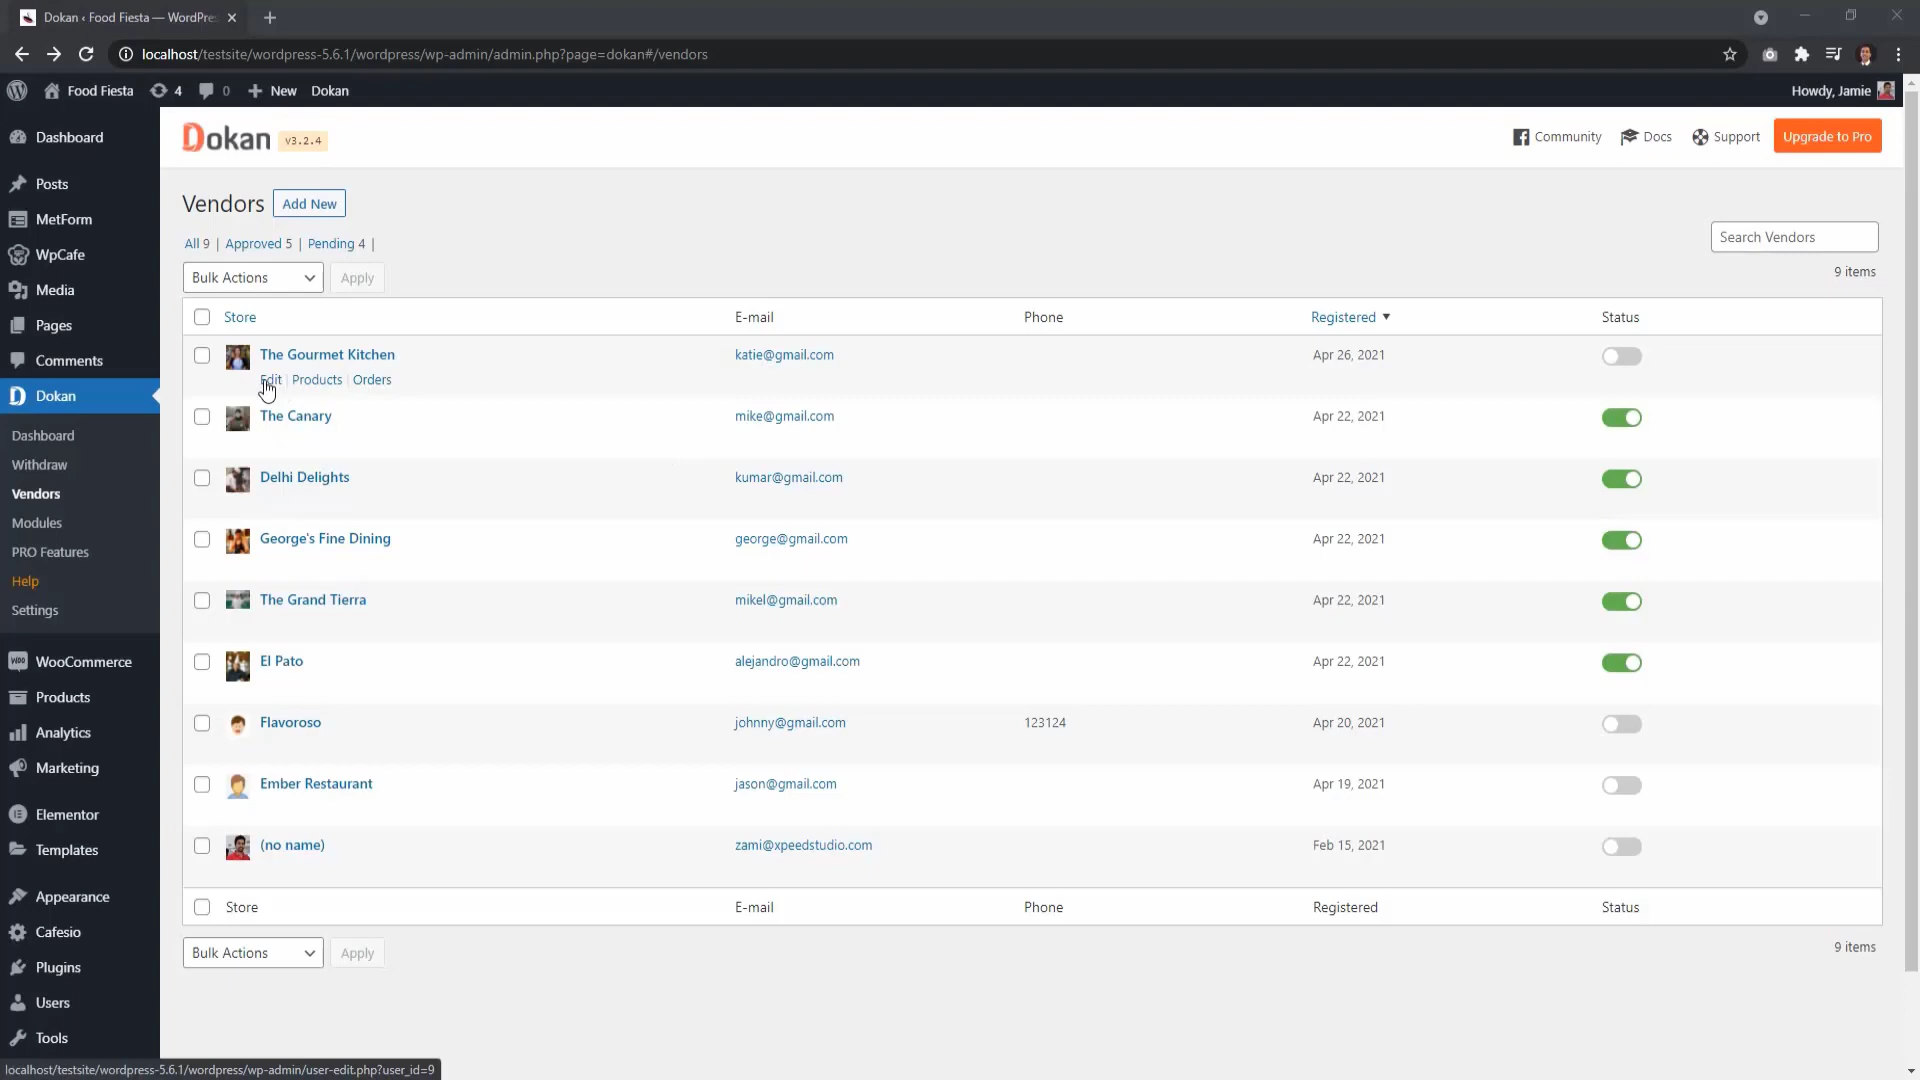 Dokan ‹ Food Fiesta — WordPre
localhost/testsite/wordpress-5.6.1/wordpress/wp-admin/admin.php?page=dokan#/vendors
Food Fiesta 4 0 New Dokan Howdy, Jamie
Dashboard
Posts
MetForm
WpCafe
Media
Pages
Comments
Dokan
Dashboard
Withdraw
Vendors
Modules
PRO Features
Help
Settings
WooCommerce
Products
Analytics
Marketing
Elementor
Templates
Appearance
Cafesio
Plugins
Users
Tools
Dokan v3.2.4 Community Docs Support Upgrade to Pro
Vendors Add New
All 9 | Approved 5 | Pending 4 |
Search Vendors
Bulk Actions Apply 9 items
Store E-mail Phone Registered Status
The Gourmet Kitchen katie@gmail.com Apr 26, 2021
Edit | Products | Orders
The Canary mike@gmail.com Apr 22, 2021
Delhi Delights kumar@gmail.com Apr 22, 2021
George's Fine Dining george@gmail.com Apr 22, 2021
The Grand Tierra mikel@gmail.com Apr 22, 2021
El Pato alejandro@gmail.com Apr 22, 2021
Flavoroso johnny@gmail.com 123124 Apr 20, 2021
Ember Restaurant jason@gmail.com Apr 19, 2021
(no name) zami@xpeedstudio.com Feb 15, 2021
Store E-mail Phone Registered Status
Bulk Actions Apply 9 items
localhost/testsite/wordpress-5.6.1/wordpress/wp-admin/user-edit.php?user_id=9